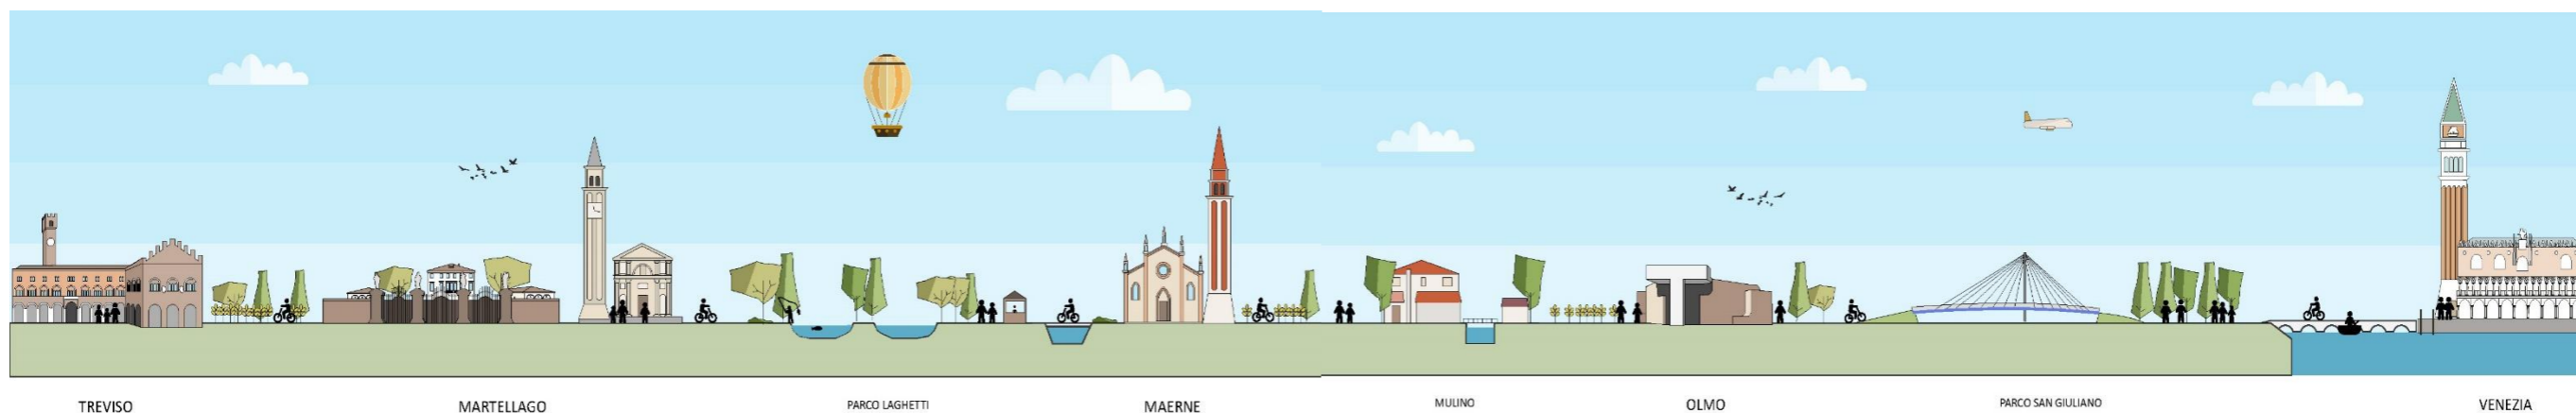 TREVISO
MARTELLAGO
PARCO LAGHETTI
MAERNE
MULINO
OLMO
PARCO SAN GIULIANO
VENEZIA